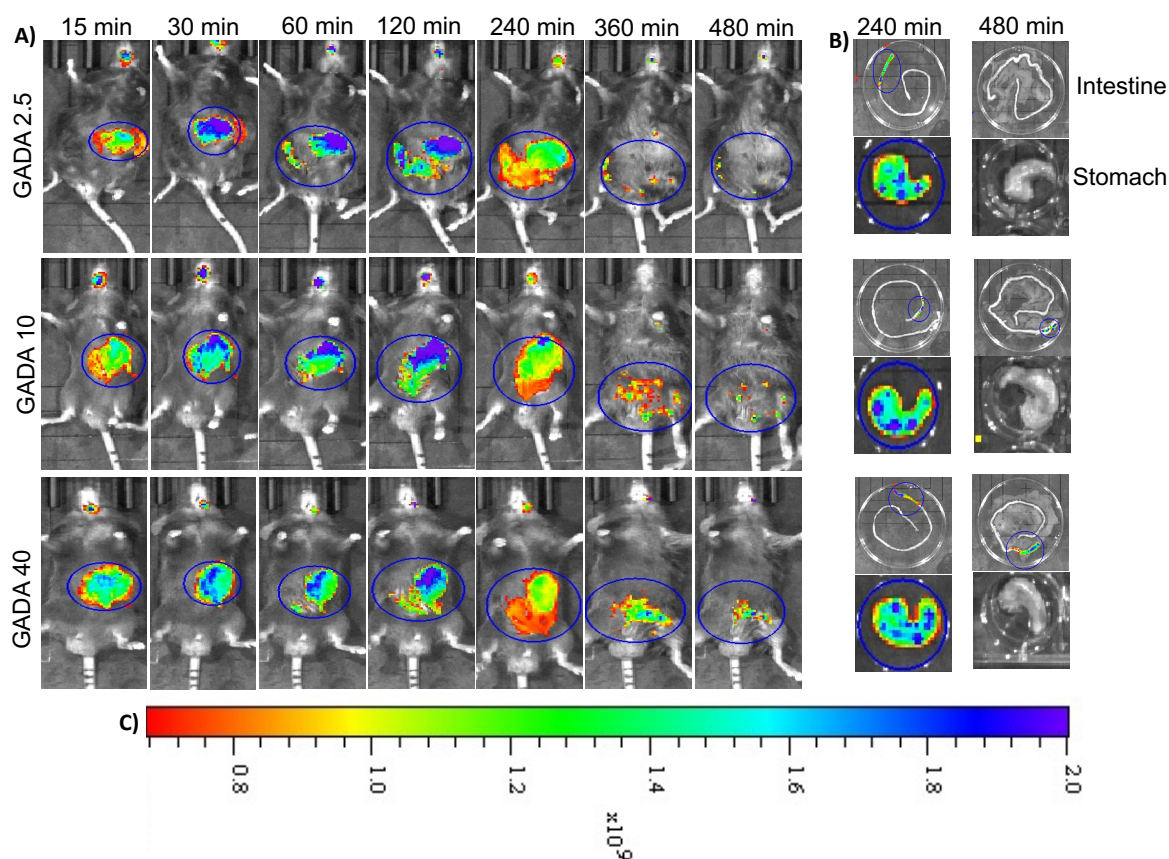 A) 15 min 30 min 60 min 120 min 240 min 360 min 480 min B) 240 min 480 min
GADA 2.5 Intestine
Stomach
GADA 10
GADA 40
C)
0.8 1.0 1.2 1.4 1.6 1.8 2.0
x10⁹